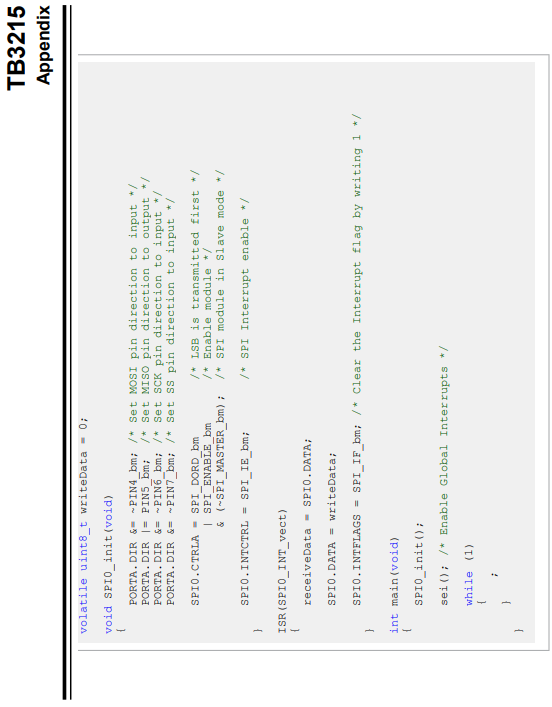 TB3215
Appendix
volatile uint8_t writeData = 0;
void SPI0_init(void)
{
PORTA.DIR &= ~PIN4_bm; /* Set MOSI pin direction to input */
PORTA.DIR |= PIN5_bm; /* Set MISO pin direction to output */
PORTA.DIR &= ~PIN6_bm; /* Set SCK pin direction to input */
PORTA.DIR &= ~PIN7_bm; /* Set SS pin direction to input */
SPI0.CTRLA = SPI_DORD_bm /* LSB is transmitted first */
| SPI_ENABLE_bm /* Enable module */
& (~SPI_MASTER_bm); /* SPI module in Slave mode */
SPI0.INTCTRL = SPI_IE_bm; /* SPI Interrupt enable */
}
ISR(SPI0_INT_vect)
{
receiveData = SPI0.DATA;
SPI0.DATA = writeData;
SPI0.INTFLAGS = SPI_IF_bm; /* Clear the Interrupt flag by writing 1 */
}
int main(void)
{
SPI0_init();
sei(); /* Enable Global Interrupts */
while (1)
{
;
}
}